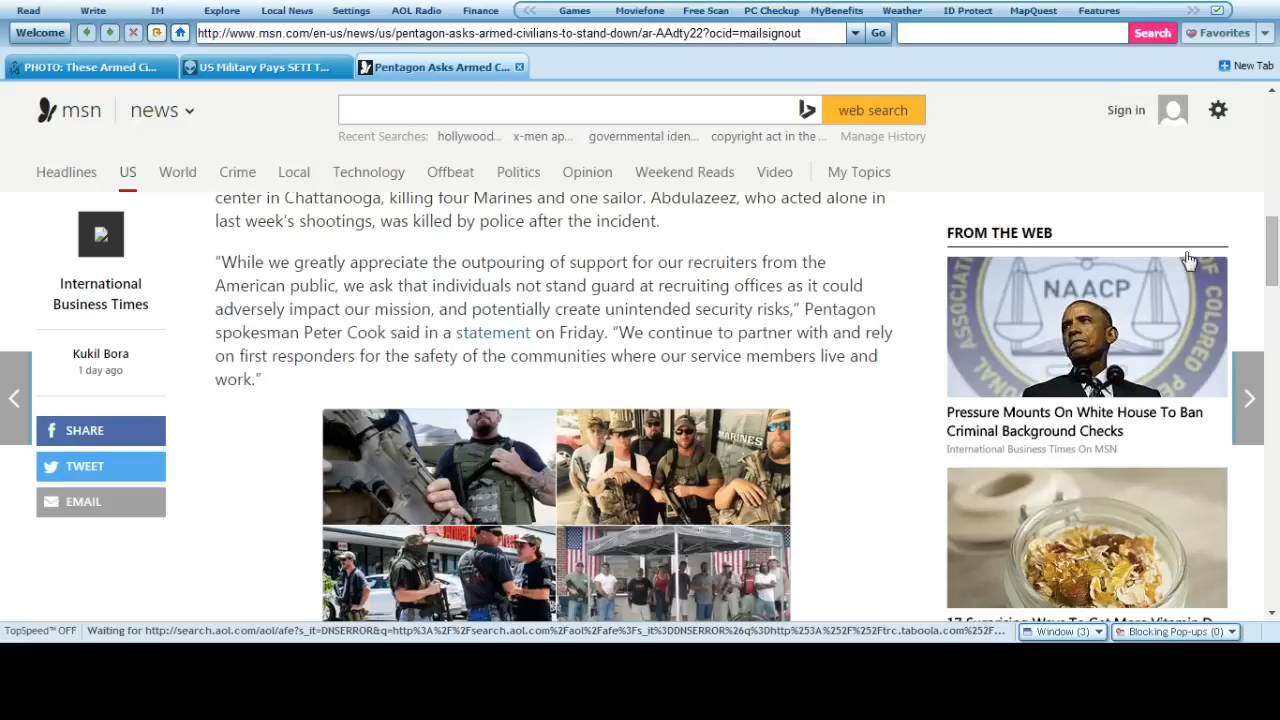 Read Write IM Explore Local News Settings AOL Radio Finance Games Moviefone Free Scan PC Checkup MyBenefits Weather ID Protect MapQuest Features
Welcome http://www.msn.com/en-us/news/us/pentagon-asks-armed-civilians-to-stand-down/ar-AAdty22?ocid=mailsignout Go Search Favorites
PHOTO: These Armed Ci... US Military Pays SETI T... Pentagon Asks Armed C... New Tab
msn news web search Sign in
Recent Searches: hollywood... x-men ap... governmental iden... copyright act in the ... Manage History
Headlines US World Crime Local Technology Offbeat Politics Opinion Weekend Reads Video My Topics
center in Chattanooga, killing four Marines and one sailor. Abdulazeez, who acted alone in
last week's shootings, was killed by police after the incident.
“While we greatly appreciate the outpouring of support for our recruiters from the
American public, we ask that individuals not stand guard at recruiting offices as it could
adversely impact our mission, and potentially create unintended security risks,” Pentagon
spokesman Peter Cook said in a statement on Friday. “We continue to partner with and rely
on first responders for the safety of the communities where our service members live and
work.”
International
Business Times
Kukil Bora
1 day ago
SHARE
TWEET
EMAIL
MARINES
FROM THE WEB
NAACP
Pressure Mounts On White House To Ban
Criminal Background Checks
International Business Times On MSN
17 Surprising Ways To Get More Vitamin D
TopSpeed™ OFF Waiting for http://search.aol.com/aol/afe?s_it=DNSERROR&q=http%3A%2F%2Fsearch.aol.com%2Faol%2Fafe%3Fs_it%3DDNSERROR%26q%3Dhttp%253A%252F%252Ftrc.taboola.com%252F... Window (3) Blocking Pop-ups (0)